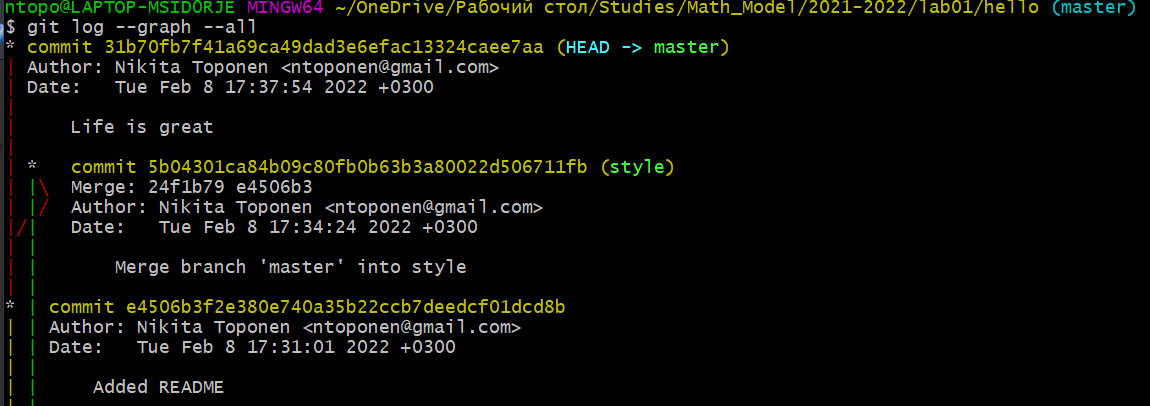 ntopo@LAPTOP-MSIDORJE MINGW64 ~/OneDrive/Рабочий стол/Studies/Math_Model/2021-2022/lab01/hello (master)
$ git log --graph --all
* commit 31b70fb7f41a69ca49dad3e6efac13324caee7aa (HEAD -> master)
| Author: Nikita Toponen <ntoponen@gmail.com>
| Date:   Tue Feb 8 17:37:54 2022 +0300
|
|     Life is great
|
| *   commit 5b04301ca84b09c80fb0b63b3a80022d506711fb (style)
| |\  Merge: 24f1b79 e4506b3
| |/  Author: Nikita Toponen <ntoponen@gmail.com>
|/|   Date:   Tue Feb 8 17:34:24 2022 +0300
| |
| |       Merge branch 'master' into style
| |
* | commit e4506b3f2e380e740a35b22ccb7deedcf01dcd8b
| | Author: Nikita Toponen <ntoponen@gmail.com>
| | Date:   Tue Feb 8 17:31:01 2022 +0300
| |
| |     Added README
| |